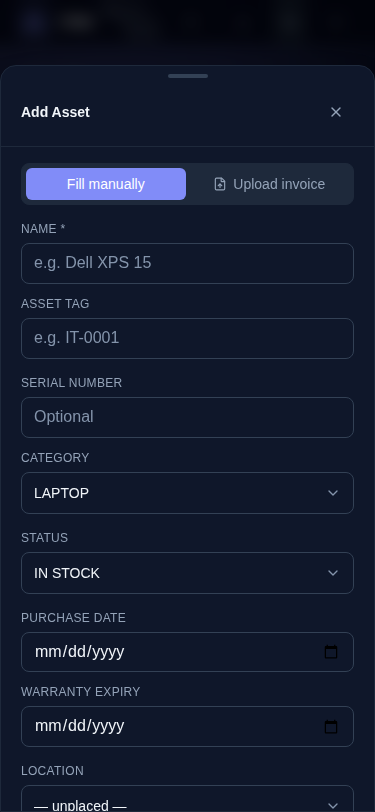 Add Asset
Fill manually
Upload invoice
NAME *
e.g. Dell XPS 15
ASSET TAG
e.g. IT-0001
SERIAL NUMBER
Optional
CATEGORY
LAPTOP
STATUS
IN STOCK
PURCHASE DATE
mm/dd/yyyy
WARRANTY EXPIRY
mm/dd/yyyy
LOCATION
— unplaced —